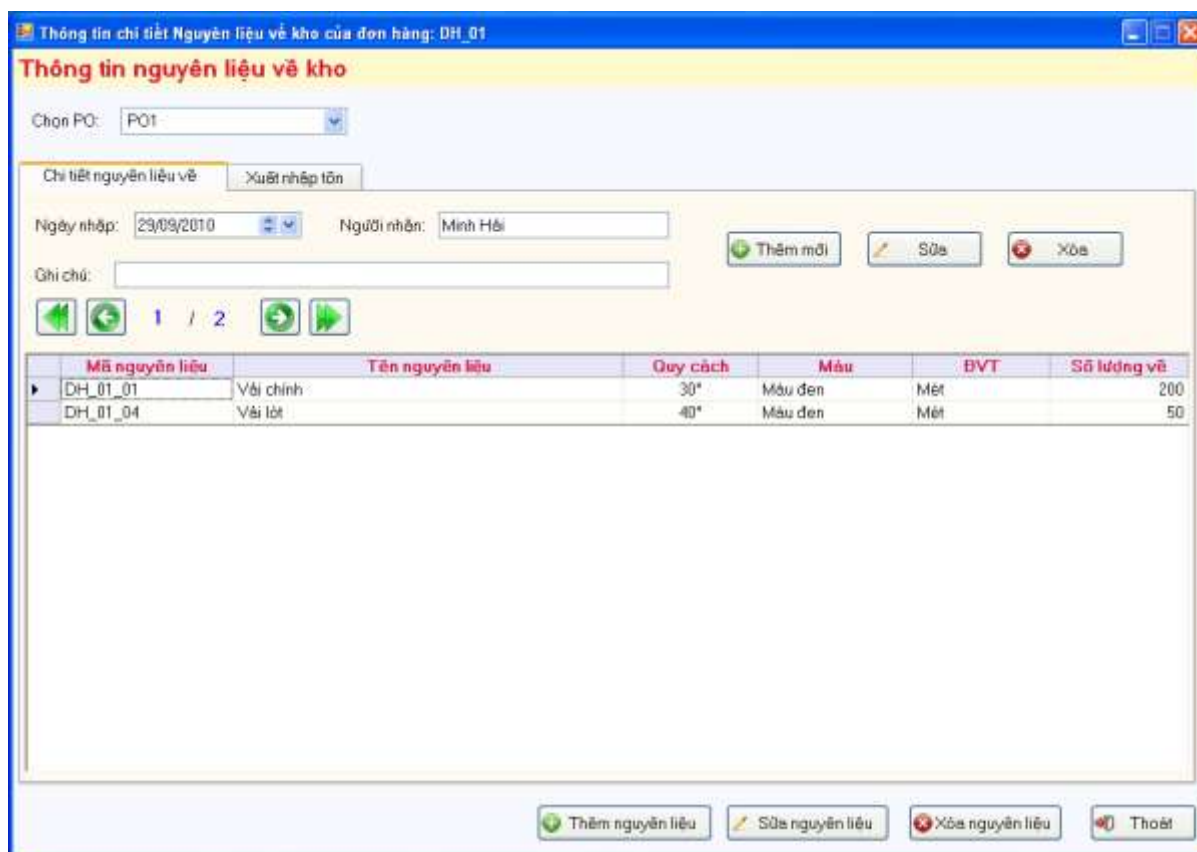 Thông tin chi tiết Nguyên liệu về kho của đơn hàng: DH_01
Thông tin nguyên liệu về kho
Chọn PO: PO1
Chi tiết nguyên liệu về Xuất nhập tồn
Ngày nhập: 29/09/2010 Người nhận: Minh Hải
Thêm mới Sửa Xóa
Ghi chú:
1 / 2
Mã nguyên liệu Tên nguyên liệu Quy cách Màu ĐVT Số lượng về
DH_01_01 Vải chính 30" Màu đen Mét 200
DH_01_04 Vải lót 40" Màu đen Mét 50
Thêm nguyên liệu Sửa nguyên liệu Xóa nguyên liệu Thoát